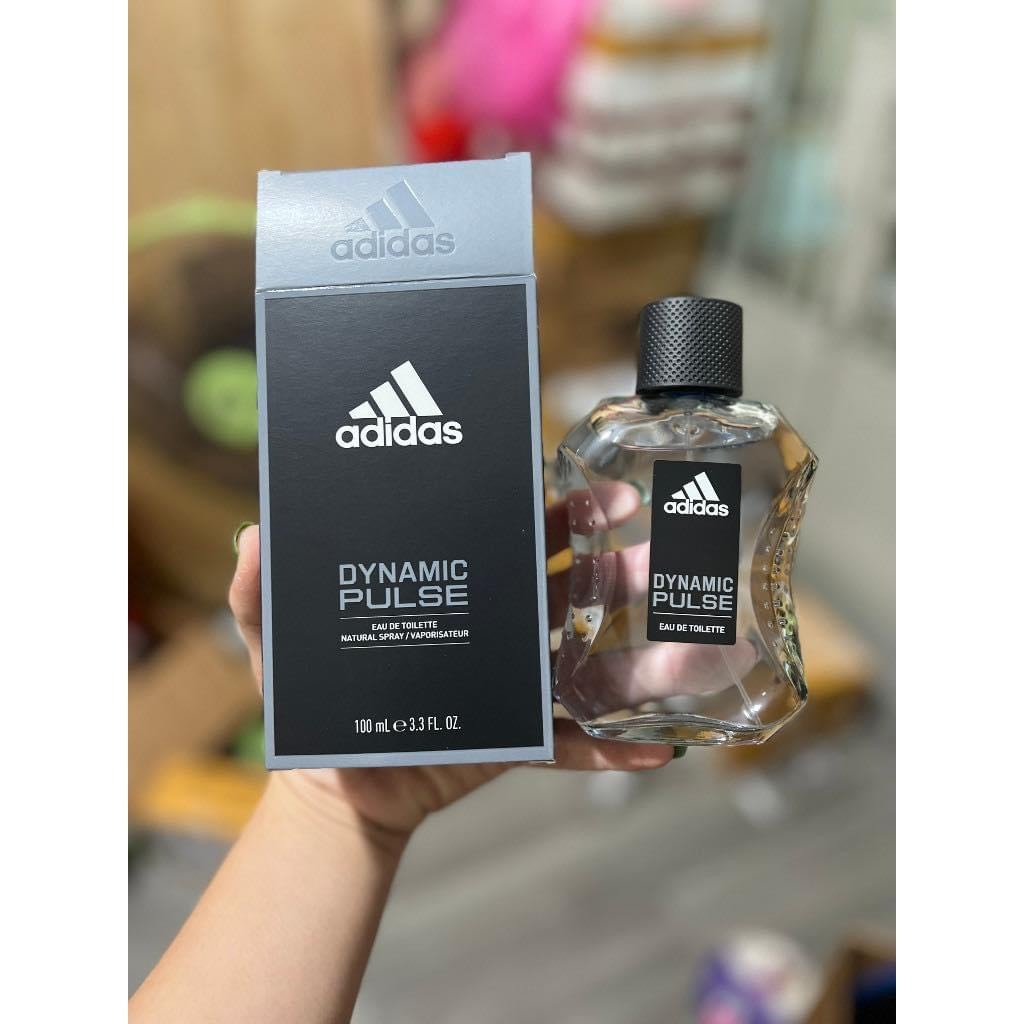 adidas
adidas
DYNAMIC
PULSE
EAU DE TOILETTE
NATURAL SPRAY / VAPORISATEUR
100 mL ℮ 3.3 FL. OZ.
adidas
DYNAMIC
PULSE
EAU DE TOILETTE